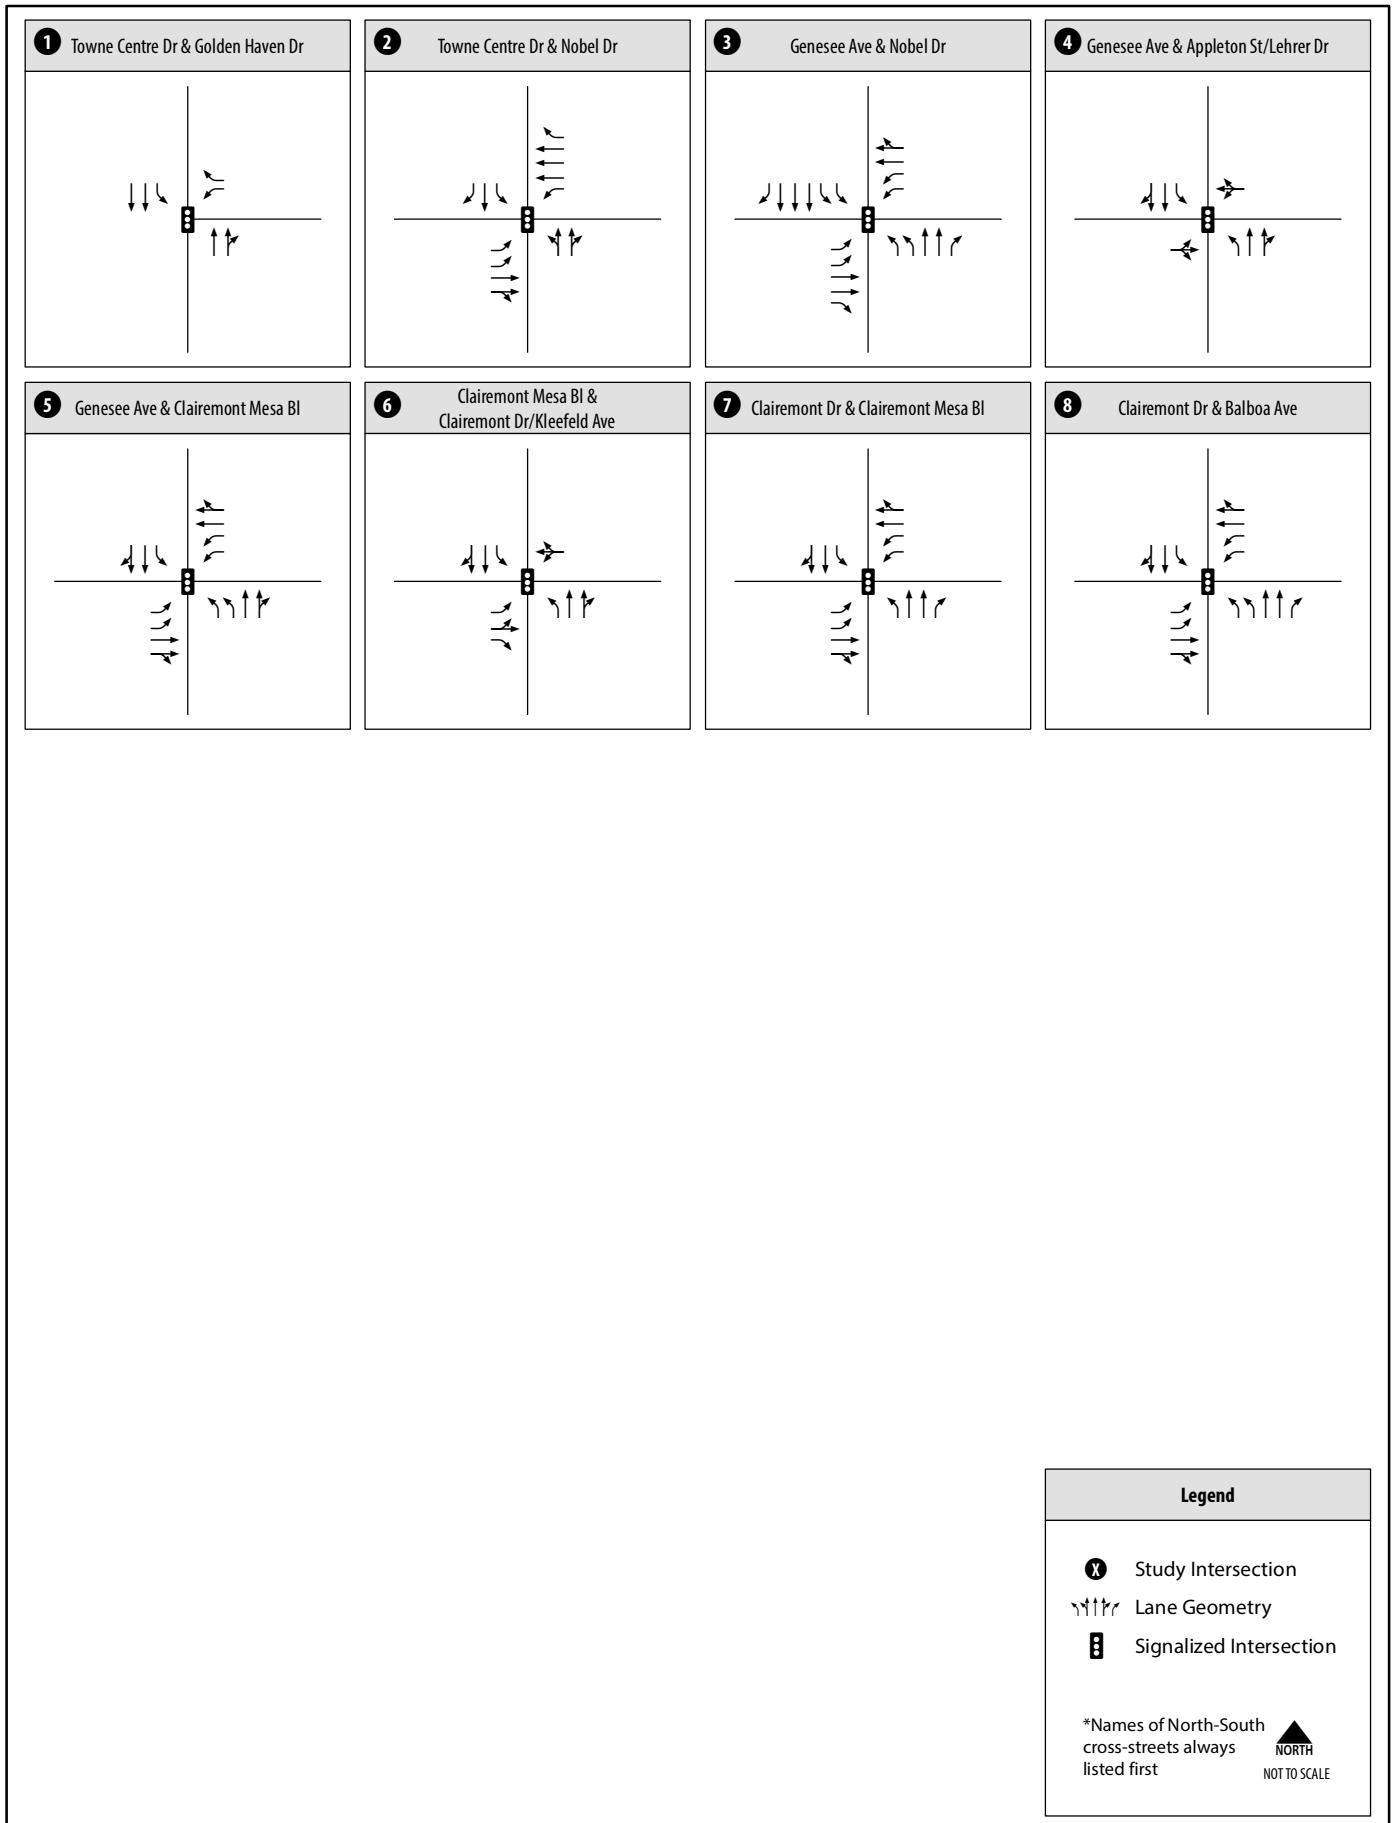 1 Towne Centre Dr & Golden Haven Dr
2 Towne Centre Dr & Nobel Dr
3 Genesee Ave & Nobel Dr
4 Genesee Ave & Appleton St/Lehrer Dr
5 Genesee Ave & Clairemont Mesa Bl
6 Clairemont Mesa Bl &
Clairemont Dr/Kleefeld Ave
7 Clairemont Dr & Clairemont Mesa Bl
8 Clairemont Dr & Balboa Ave
Legend
X Study Intersection
Lane Geometry
Signalized Intersection
*Names of North-South
cross-streets always
listed first
NORTH
NOT TO SCALE